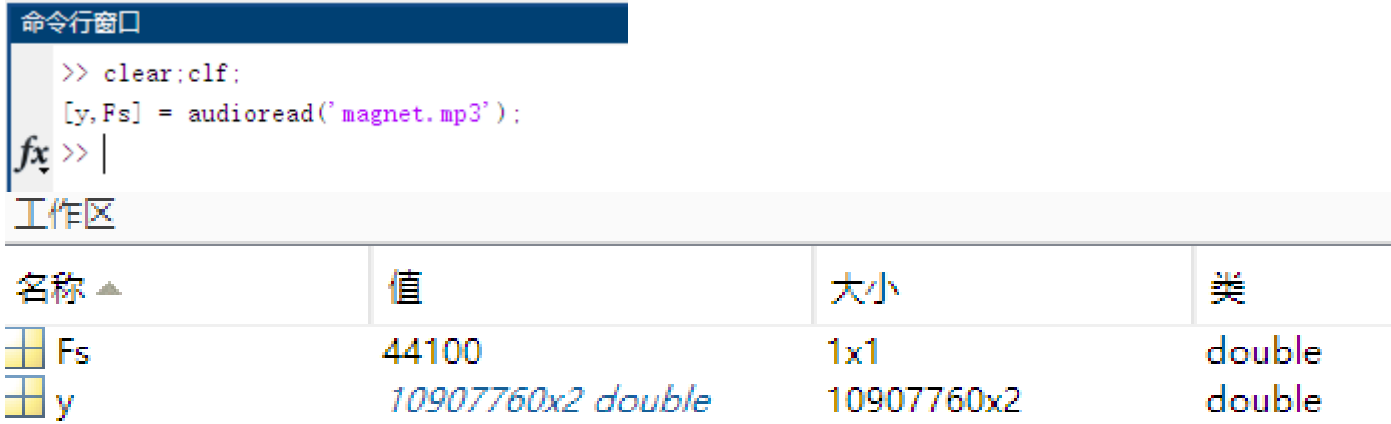 命令行窗口
>> clear;clf;
[y,Fs] = audioread('magnet.mp3');
fx >>
工作区
名称 值 大小 类
Fs 44100 1x1 double
y 10907760x2 double 10907760x2 double